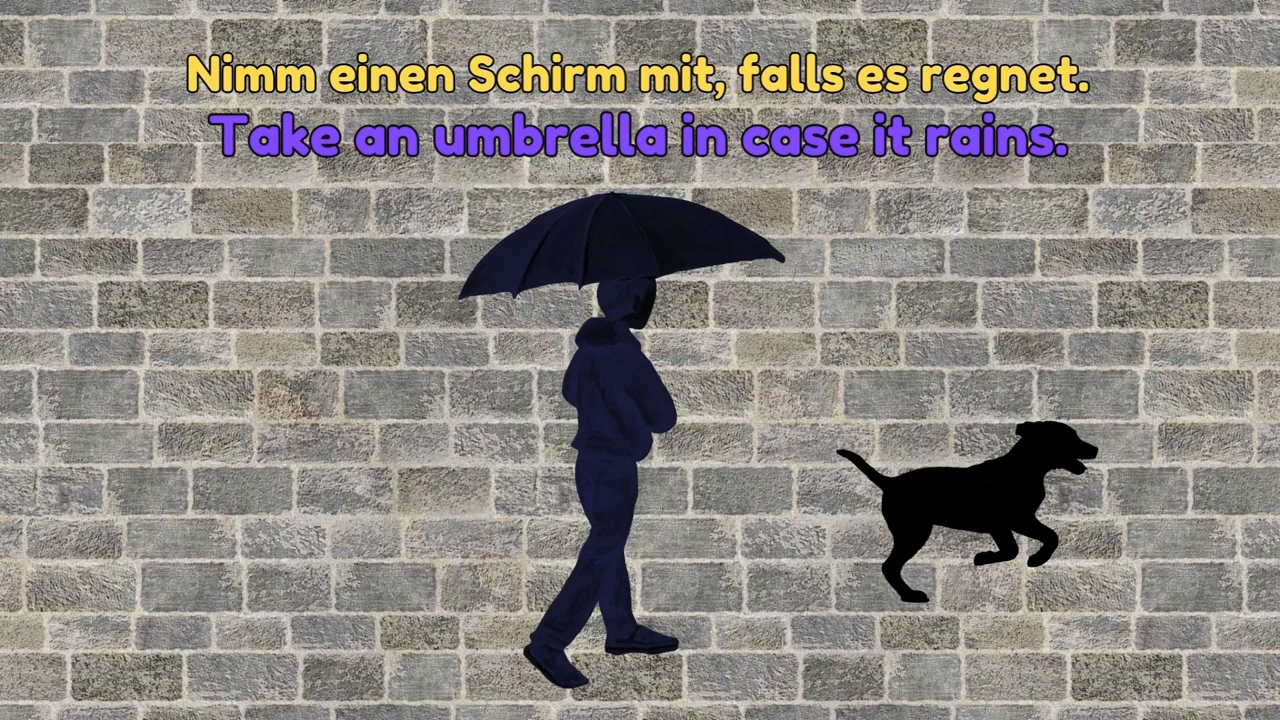 Nimm einen Schirm mit, falls es regnet.
Take an umbrella in case it rains.